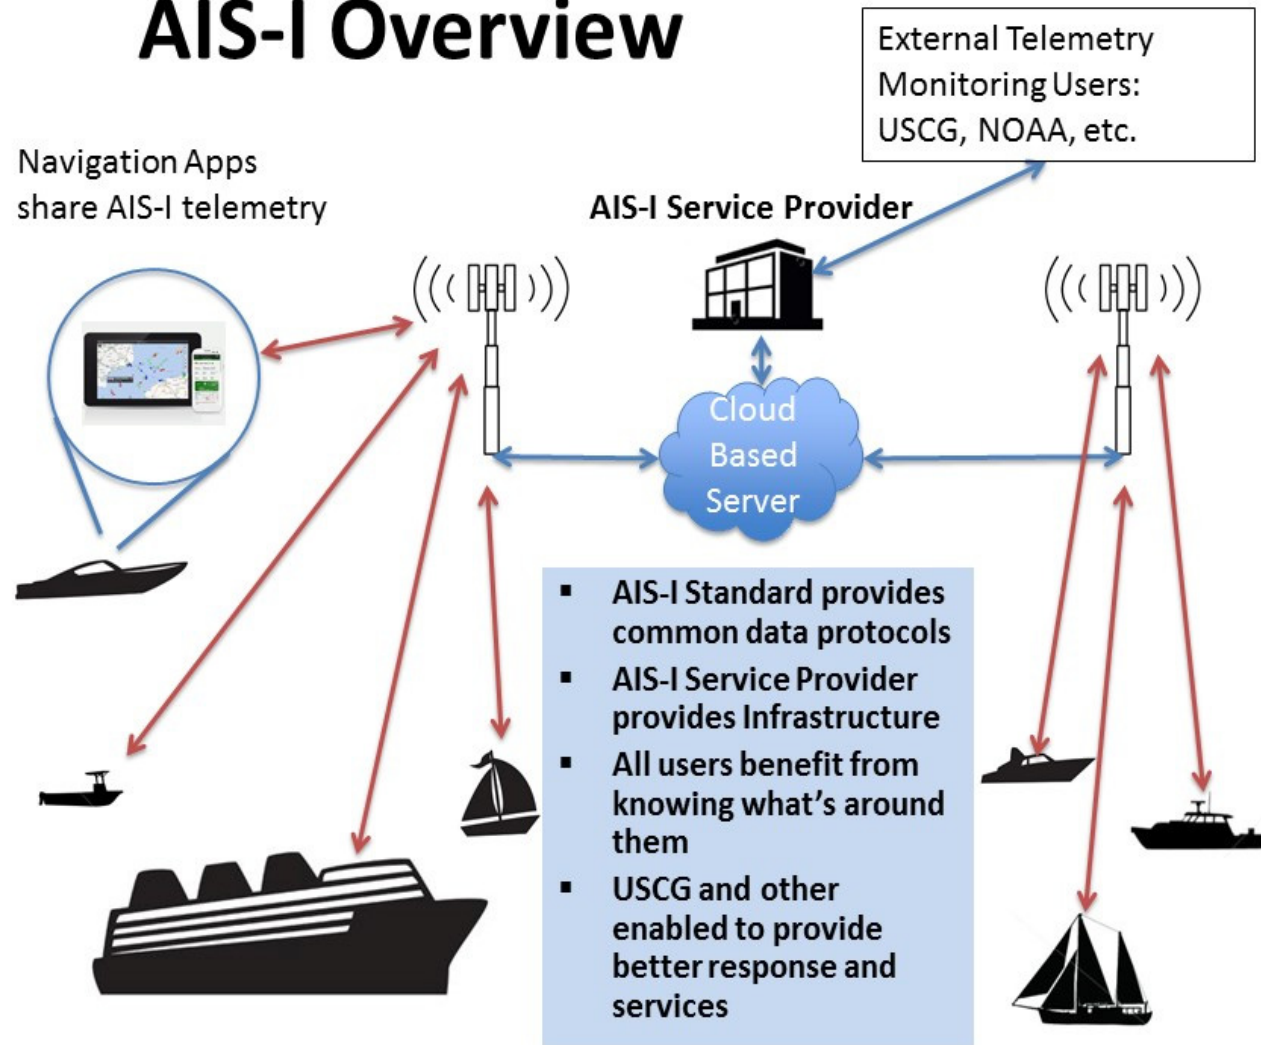 AIS-I Overview
External Telemetry
Monitoring Users:
USCG, NOAA, etc.
Navigation Apps
share AIS-I telemetry
AIS-I Service Provider
Cloud
Based
Server
▪ AIS-I Standard provides
common data protocols
▪ AIS-I Service Provider
provides Infrastructure
▪ All users benefit from
knowing what's around
them
▪ USCG and other
enabled to provide
better response and
services